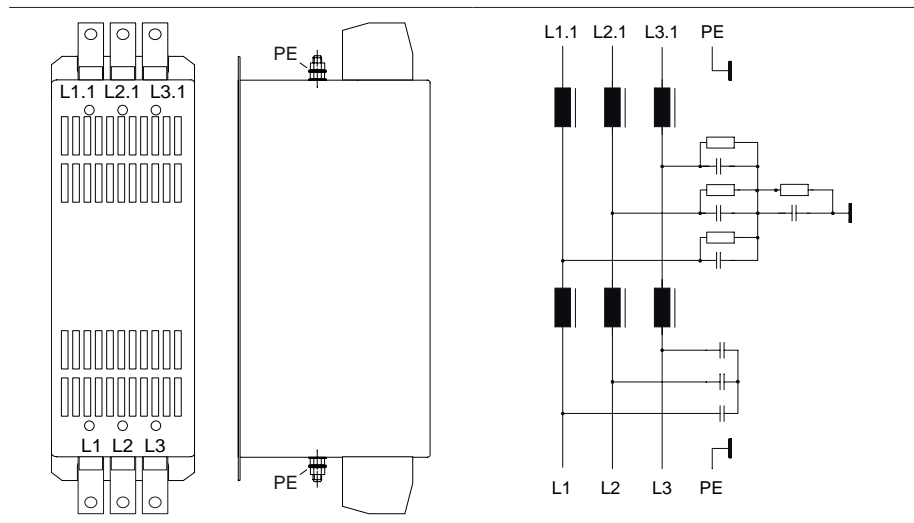 L1.1 L2.1 L3.1
L1 L2 L3
PE
PE
L1.1 L2.1 L3.1 PE
L1 L2 L3 PE